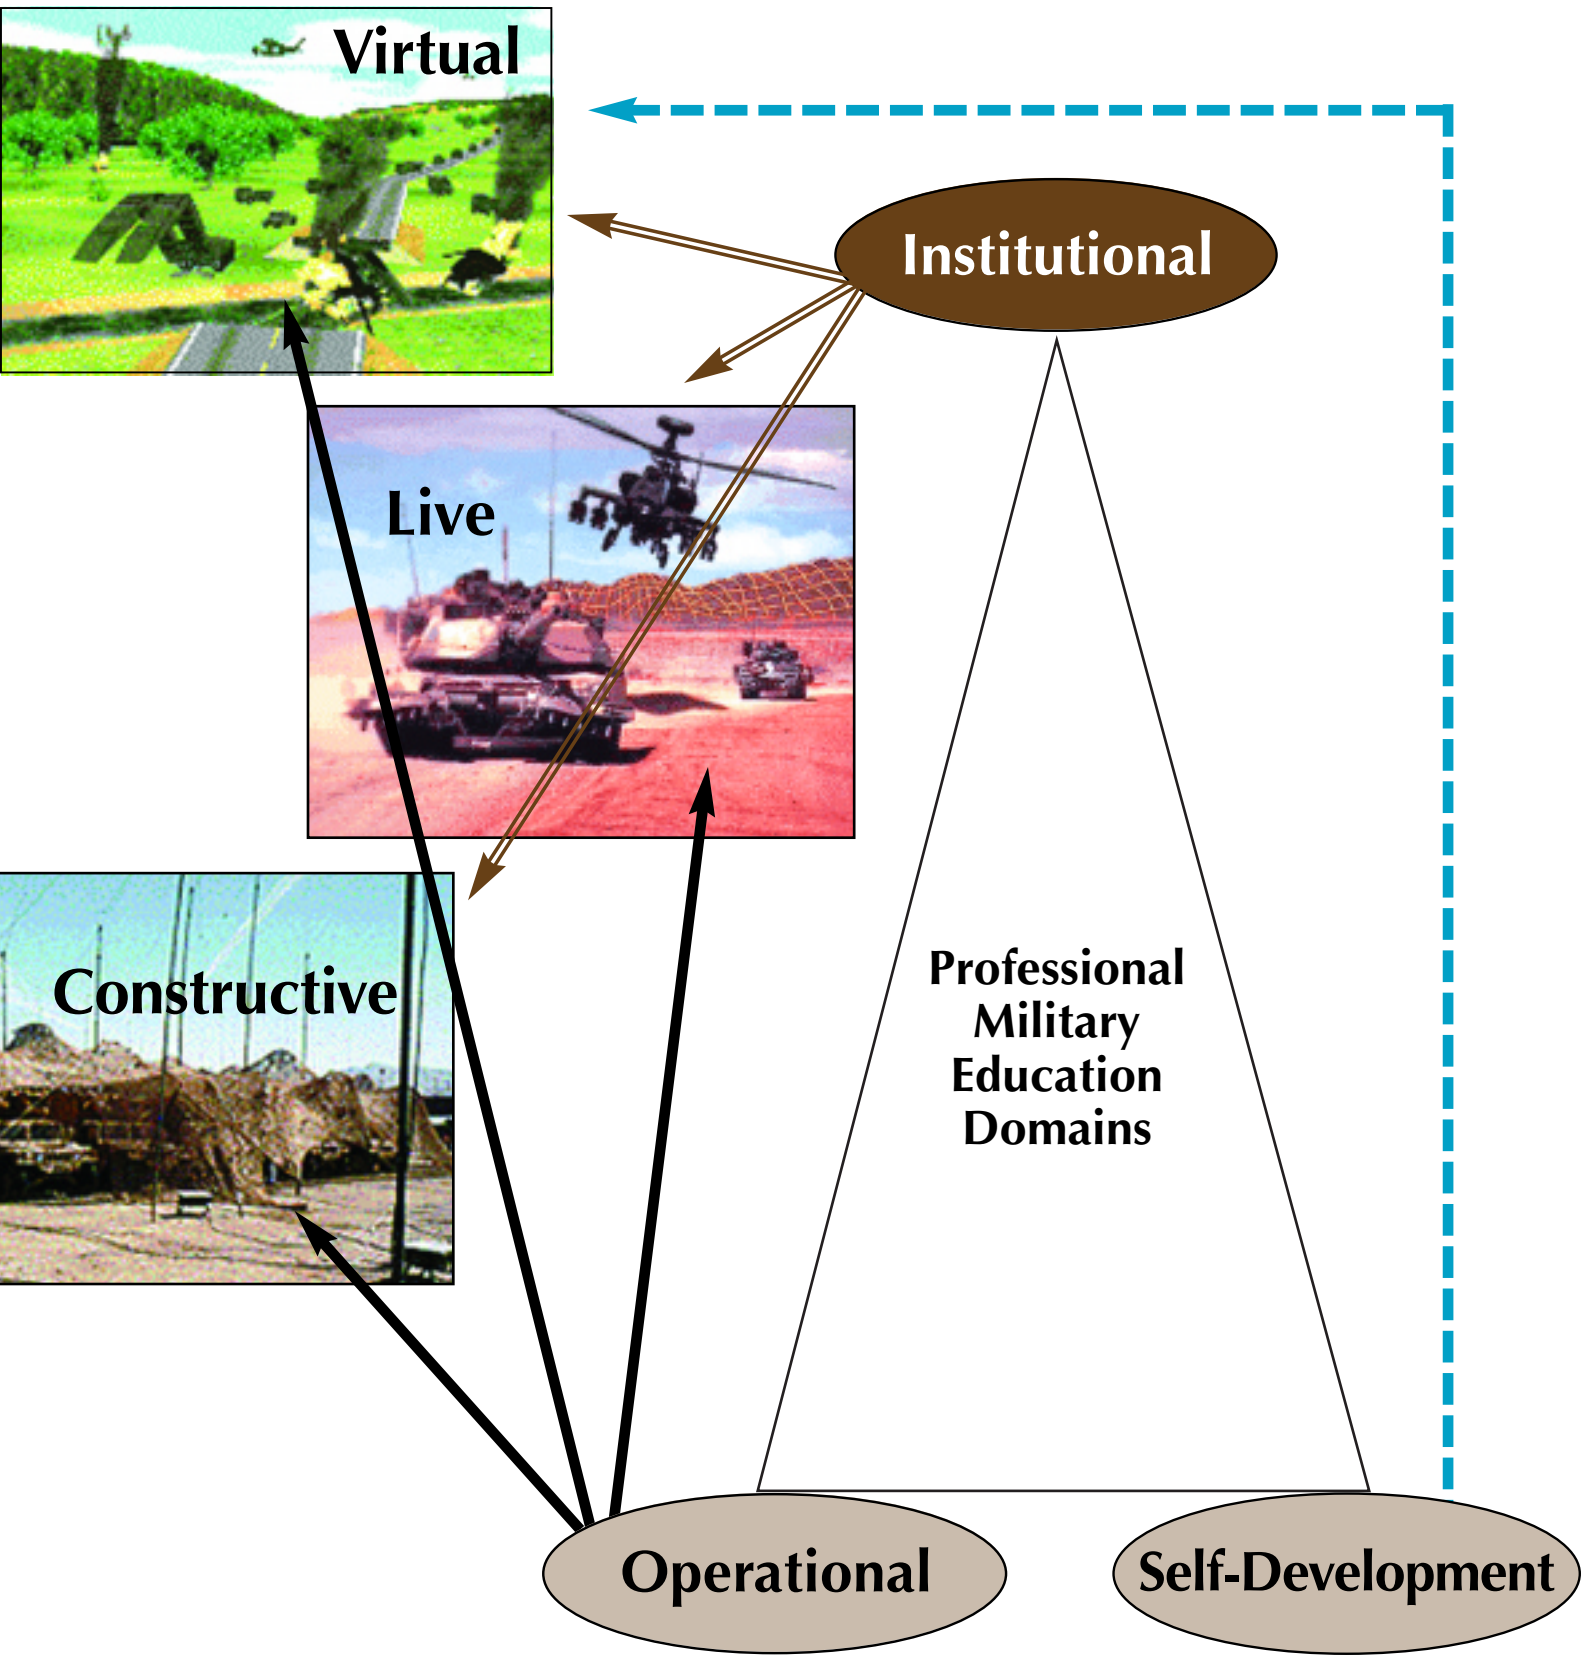 Virtual
Institutional
Live
Professional
Military
Education
Domains
Constructive
Operational
Self-Development